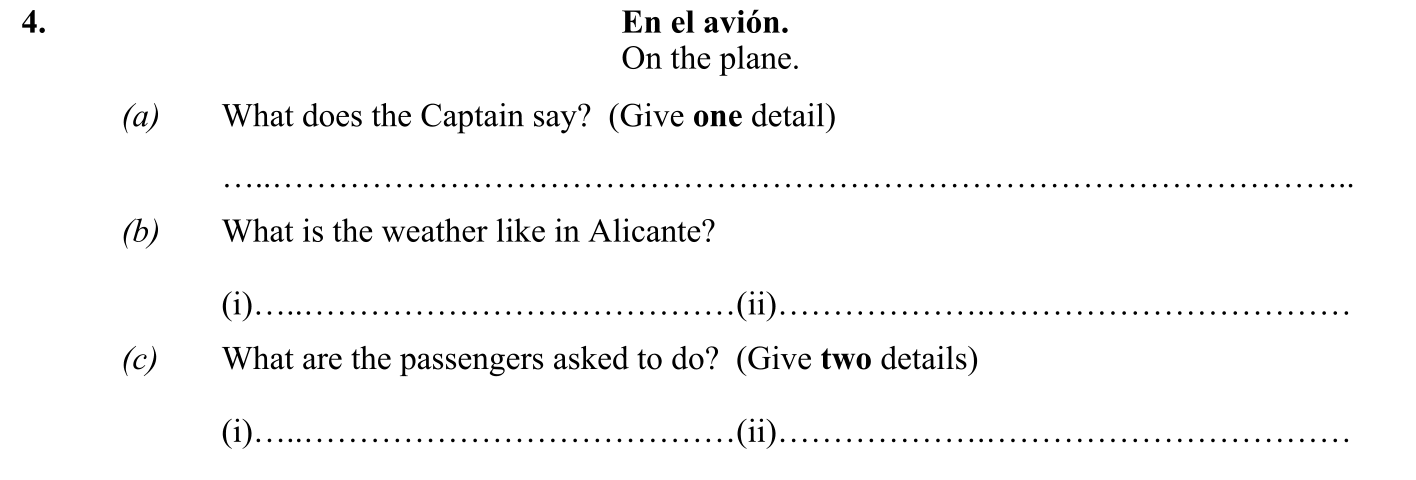 4. En el avión.
On the plane.
(a) What does the Captain say? (Give one detail)
…..……………………………………………………………………………………………………..
(b) What is the weather like in Alicante?
(i)…..……………………………………(ii)………………….…………………………………
(c) What are the passengers asked to do? (Give two details)
(i)…..……………………………………(ii)………………….…………………………………